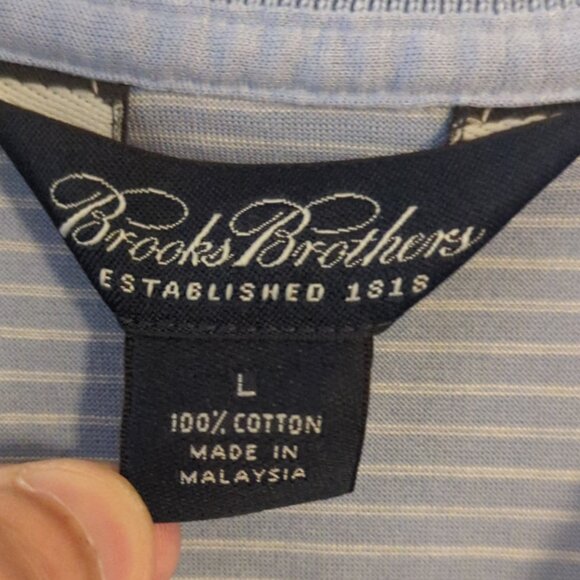 Brooks Brothers
ESTABLISHED 1818
L
100% COTTON
MADE IN
MALAYSIA